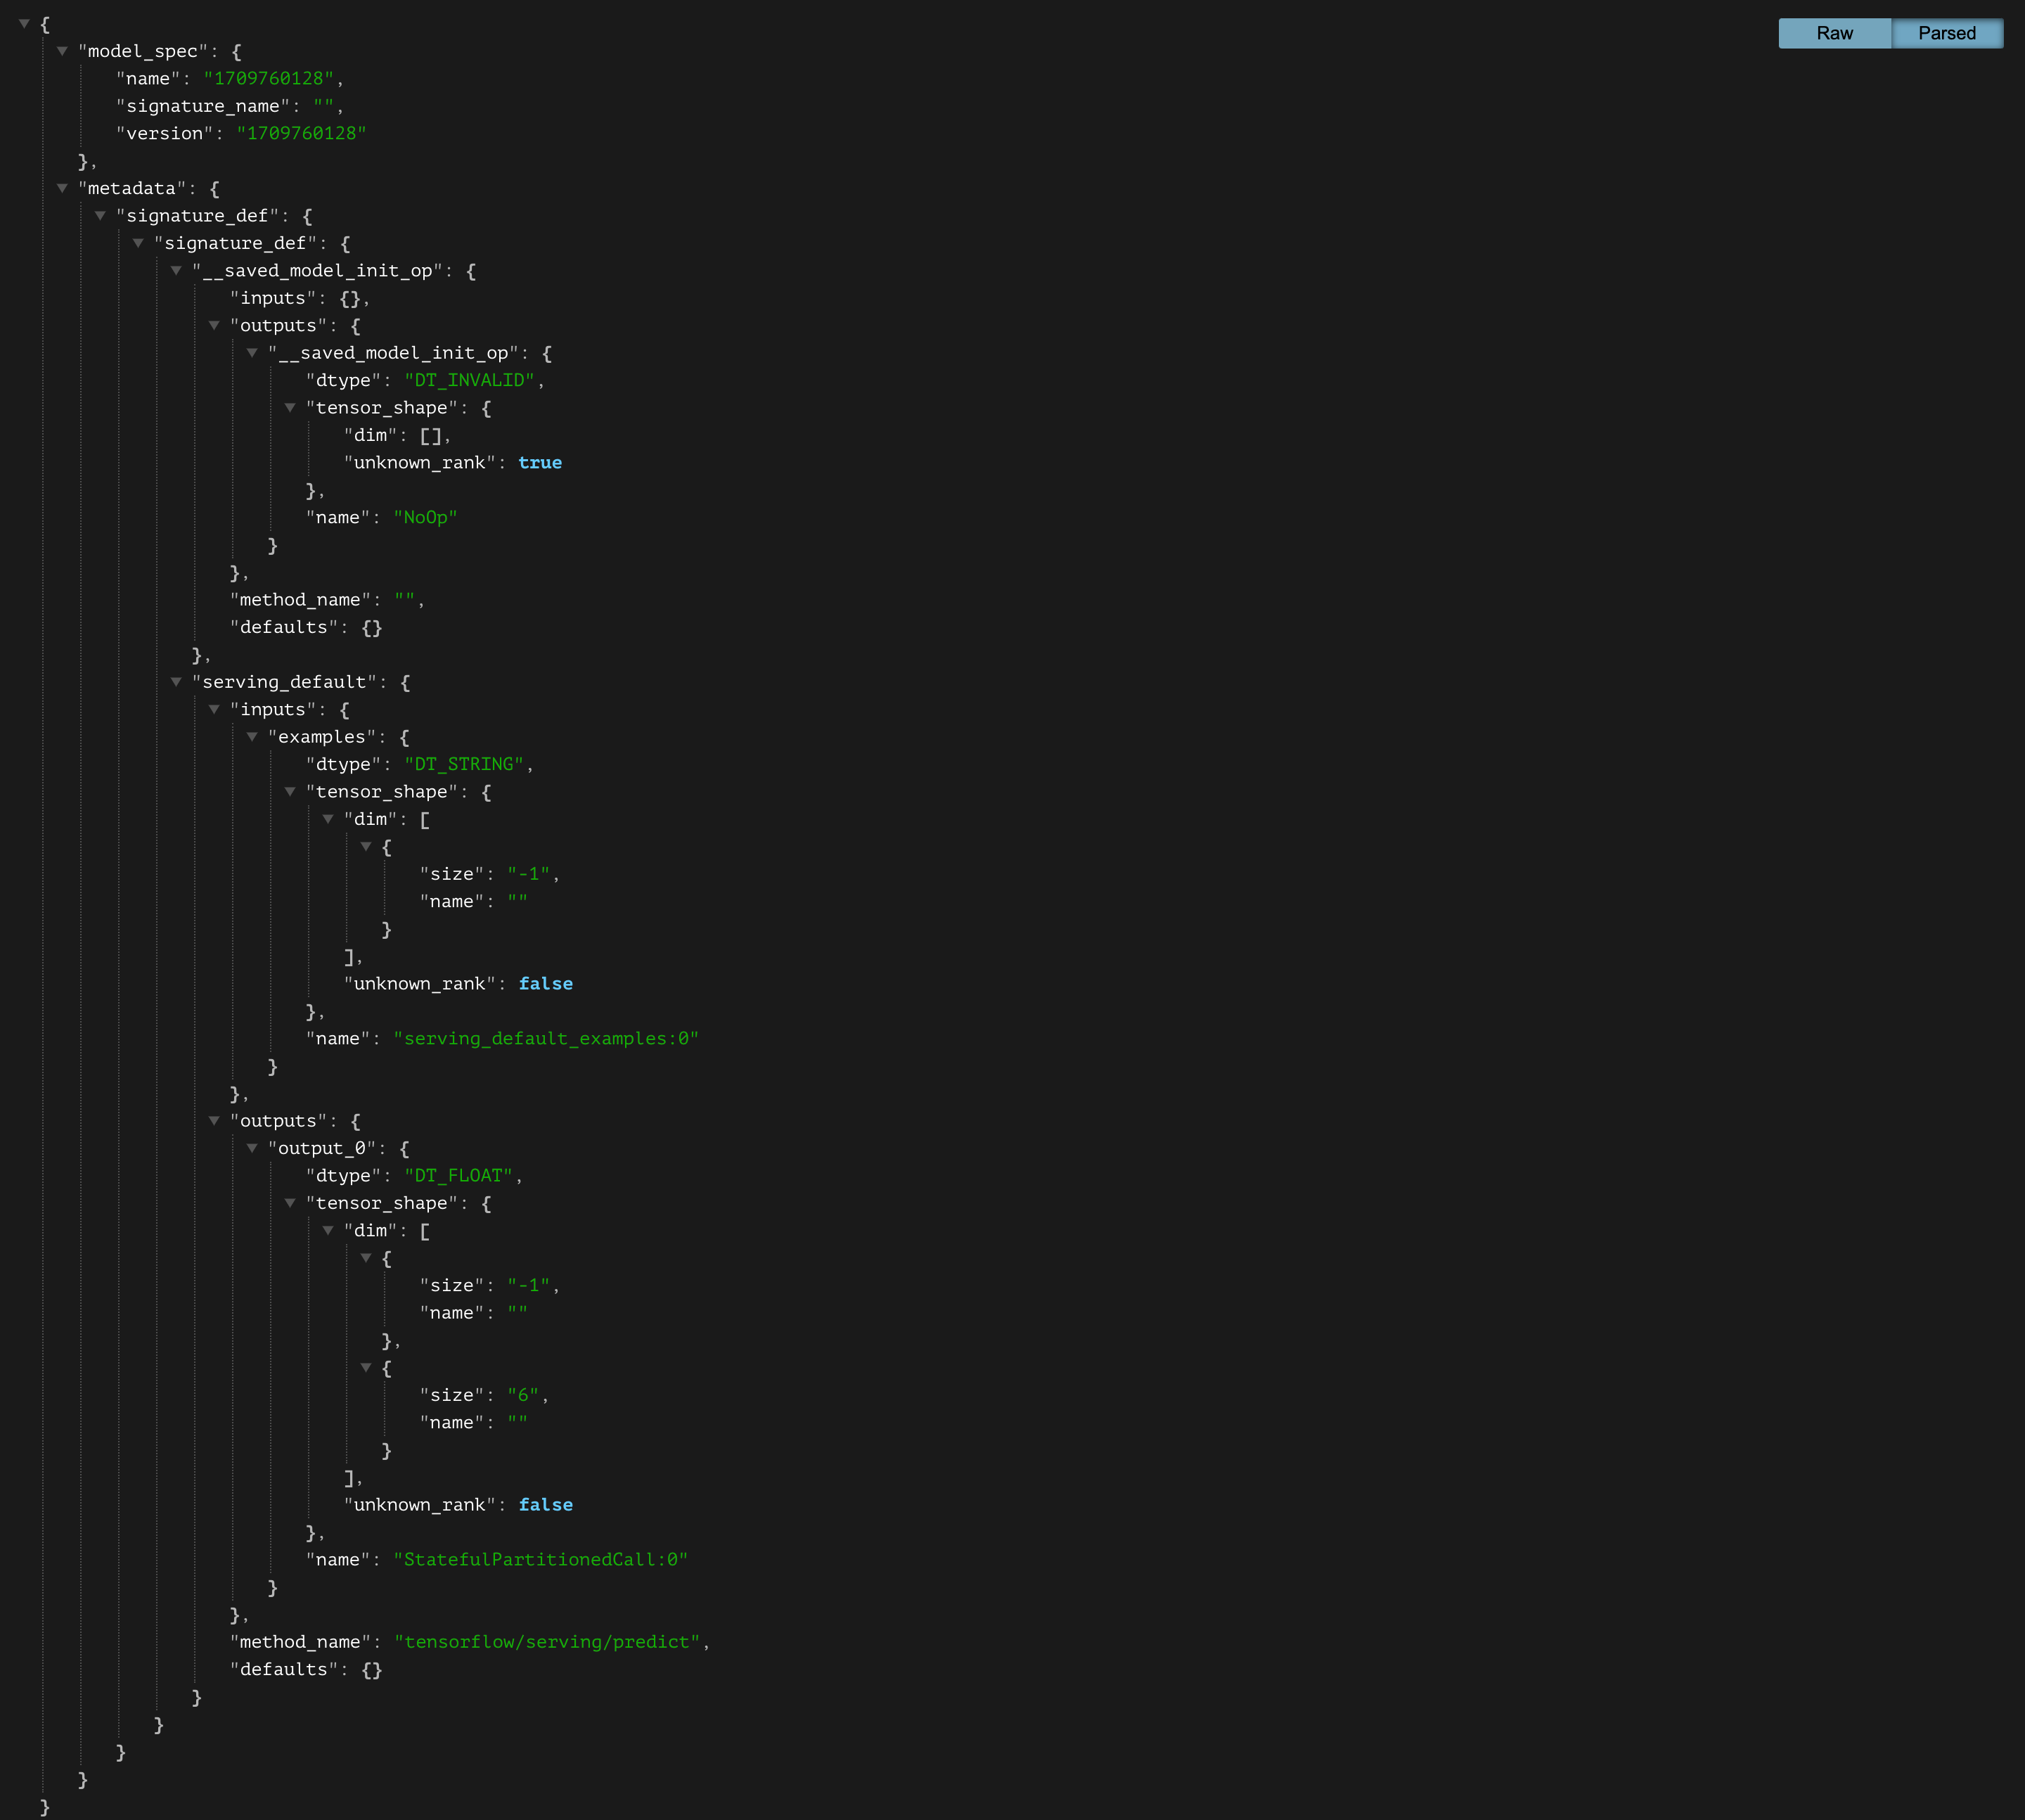 {
Raw Parsed
"model_spec": {
"name": "1709760128",
"signature_name": "",
"version": "1709760128"
},
"metadata": {
"signature_def": {
"signature_def": {
"__saved_model_init_op": {
"inputs": {},
"outputs": {
"__saved_model_init_op": {
"dtype": "DT_INVALID",
"tensor_shape": {
"dim": [],
"unknown_rank": true
},
"name": "NoOp"
}
},
"method_name": "",
"defaults": {}
},
"serving_default": {
"inputs": {
"examples": {
"dtype": "DT_STRING",
"tensor_shape": {
"dim": [
{
"size": "-1",
"name": ""
}
],
"unknown_rank": false
},
"name": "serving_default_examples:0"
}
},
"outputs": {
"output_0": {
"dtype": "DT_FLOAT",
"tensor_shape": {
"dim": [
{
"size": "-1",
"name": ""
},
{
"size": "6",
"name": ""
}
],
"unknown_rank": false
},
"name": "StatefulPartitionedCall:0"
}
},
"method_name": "tensorflow/serving/predict",
"defaults": {}
}
}
}
}
}